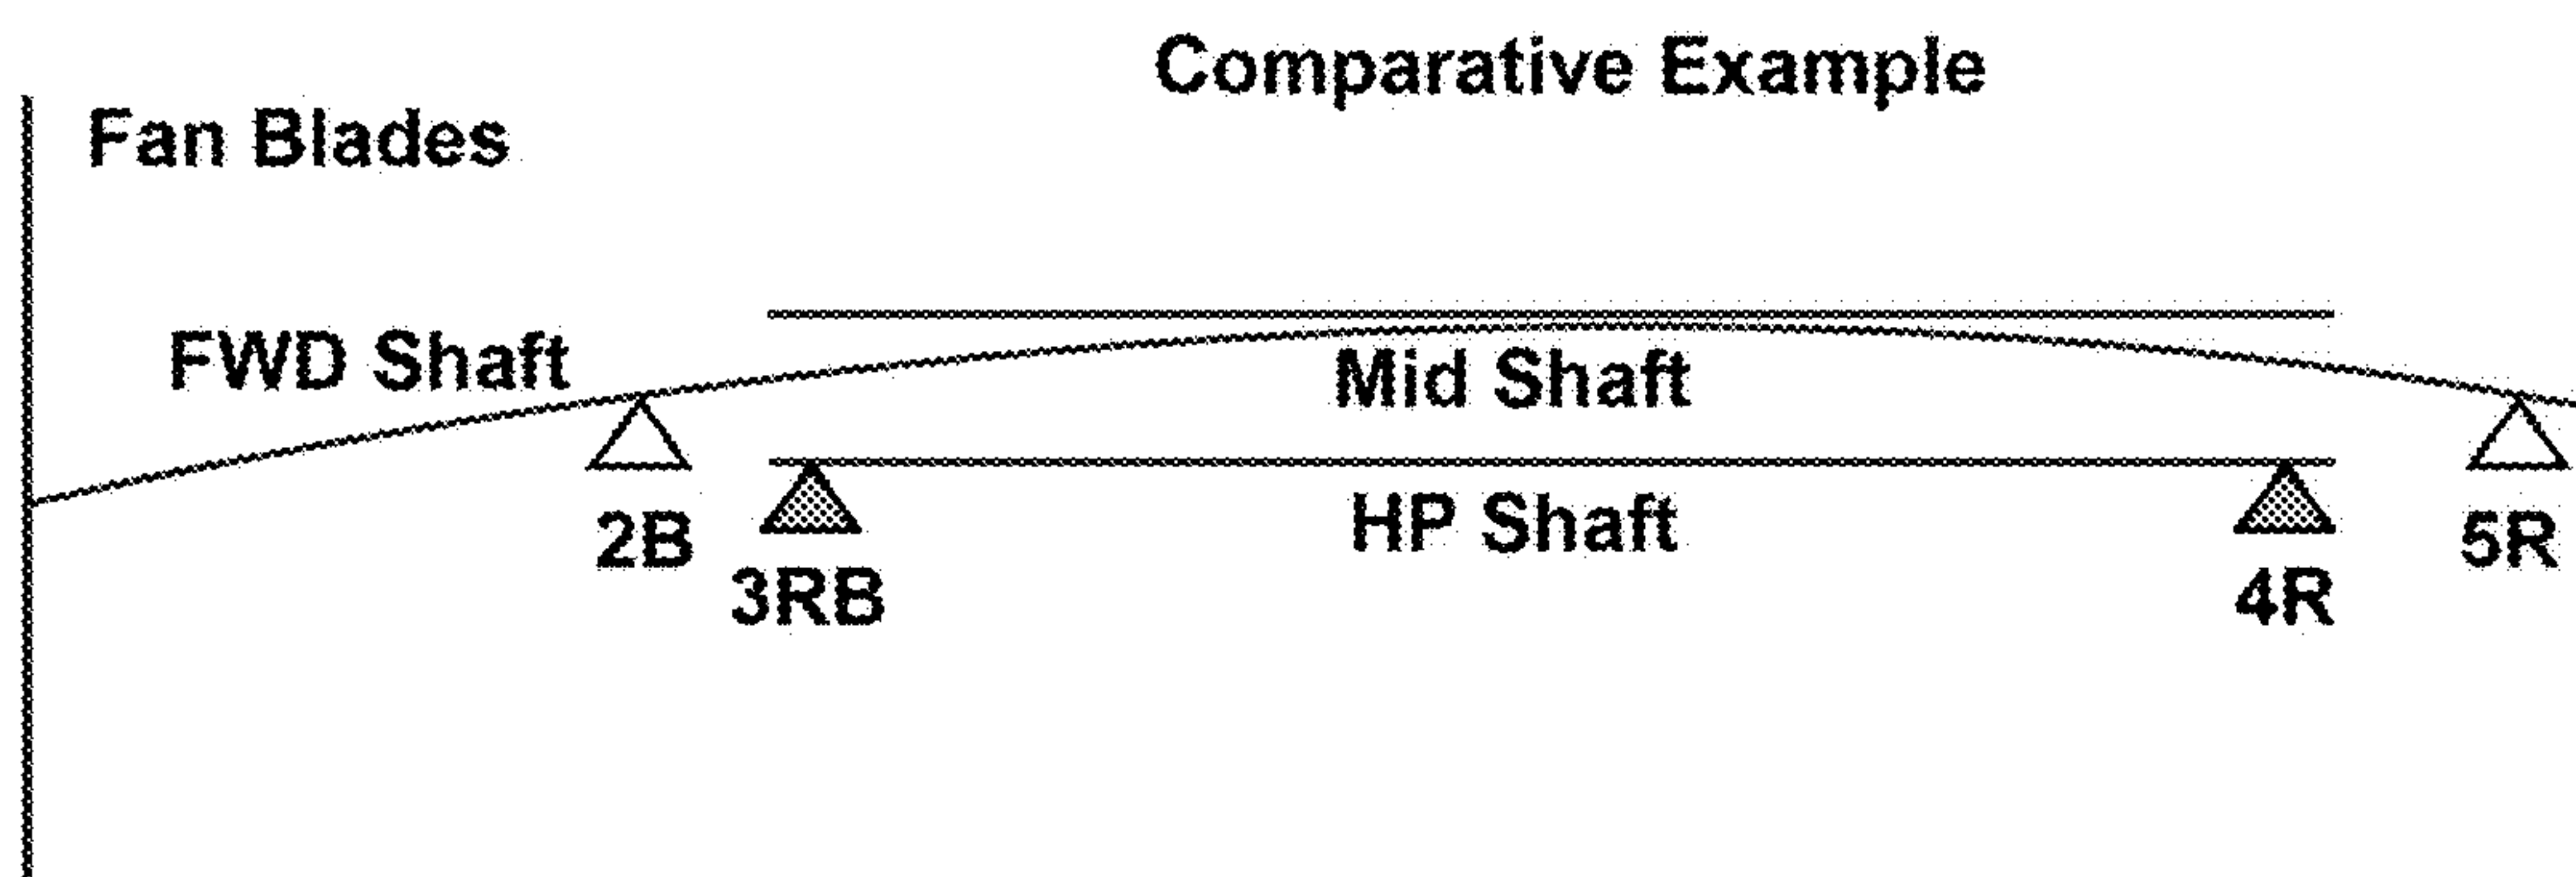 Comparative Example
Fan Blades
FWD Shaft
Mid Shaft
HP Shaft
2B
5R
3RB
4R